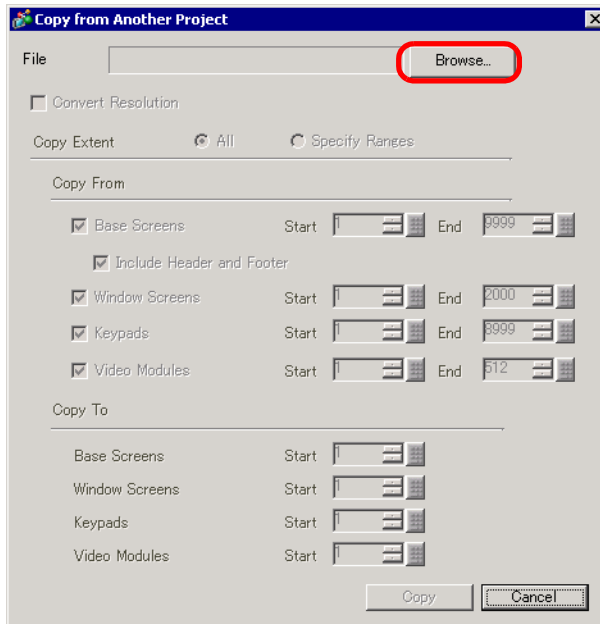 Copy from Another Project
File Browse...
Convert Resolution
Copy Extent All Specify Ranges
Copy From
Base Screens Start 1 End 9999
Include Header and Footer
Window Screens Start 1 End 2000
Keypads Start 1 End 8999
Video Modules Start 1 End 512
Copy To
Base Screens Start 1
Window Screens Start 1
Keypads Start 1
Video Modules Start 1
Copy Cancel